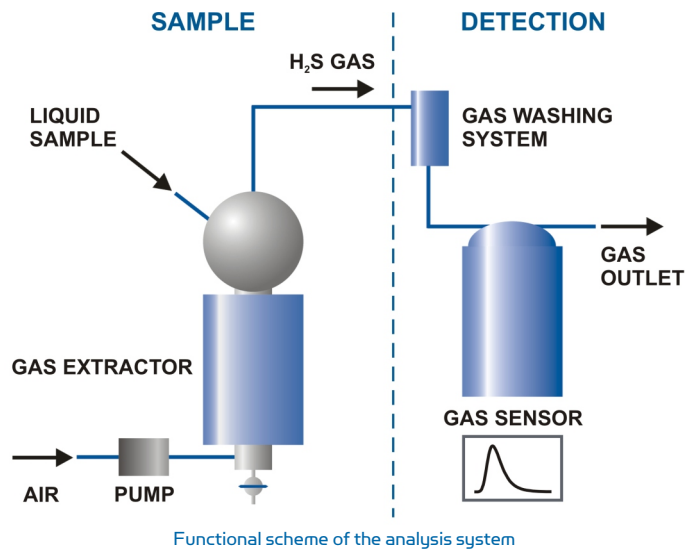 SAMPLE
DETECTION
H₂S GAS
LIQUID
SAMPLE
GAS WASHING
SYSTEM
GAS
OUTLET
GAS EXTRACTOR
GAS SENSOR
AIR
PUMP
Functional scheme of the analysis system